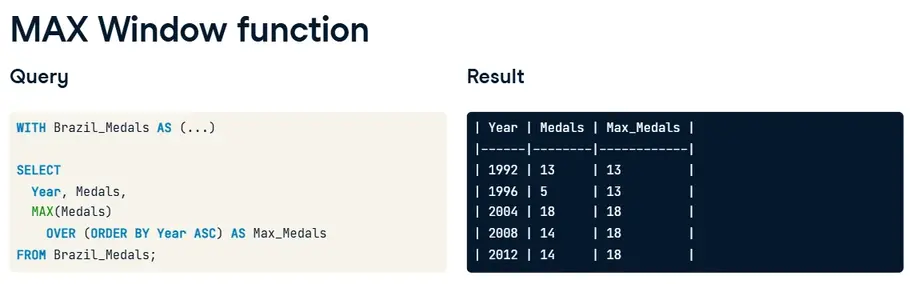 MAX Window function
Query
WITH Brazil_Medals AS (...)
SELECT
Year, Medals,
MAX(Medals)
OVER (ORDER BY Year ASC) AS Max_Medals
FROM Brazil_Medals;
Result
| Year | Medals | Max_Medals |
|------|--------|------------|
| 1992 | 13 | 13 |
| 1996 | 5 | 13 |
| 2004 | 18 | 18 |
| 2008 | 14 | 18 |
| 2012 | 14 | 18 |